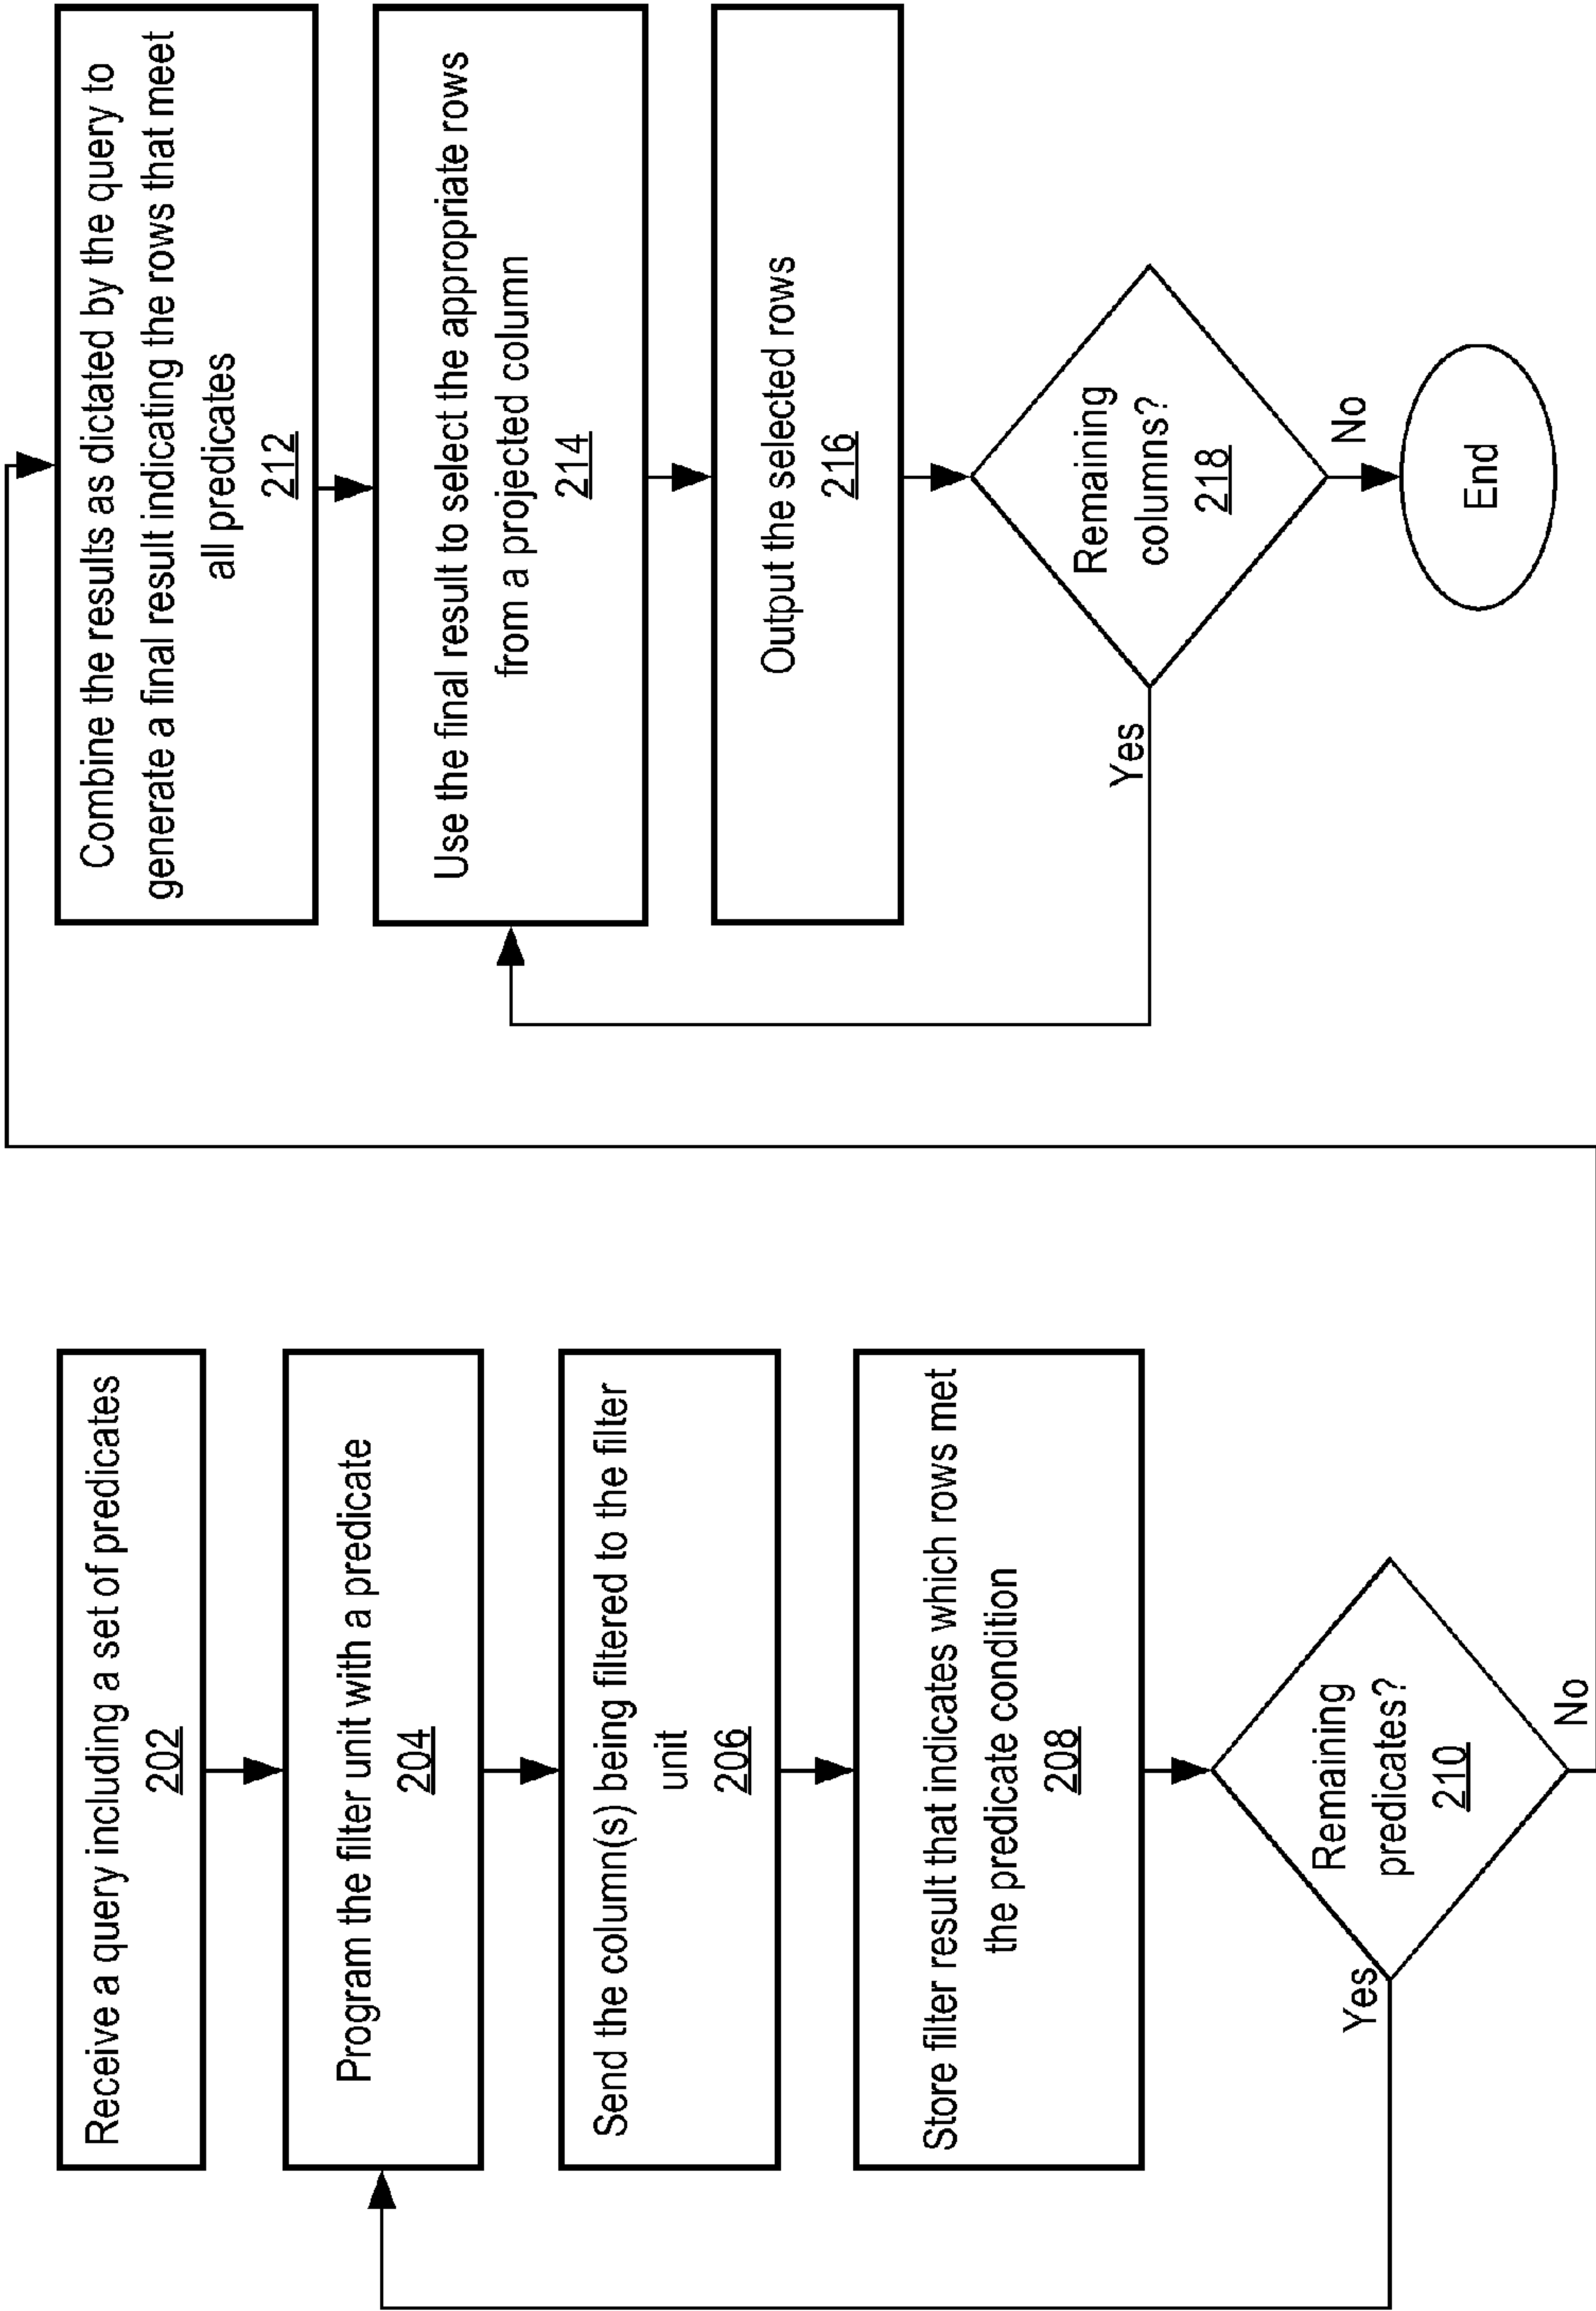 Receive a query including a set of predicates
202
Program the filter unit with a predicate
204
Send the column(s) being filtered to the filter
unit
206
Store filter result that indicates which rows met
the predicate condition
208
Remaining
predicates?
210
Yes
No
Combine the results as dictated by the query to
generate a final result indicating the rows that meet
all predicates
212
Use the final result to select the appropriate rows
from a projected column
214
Output the selected rows
216
Remaining
columns?
218
Yes
No
End